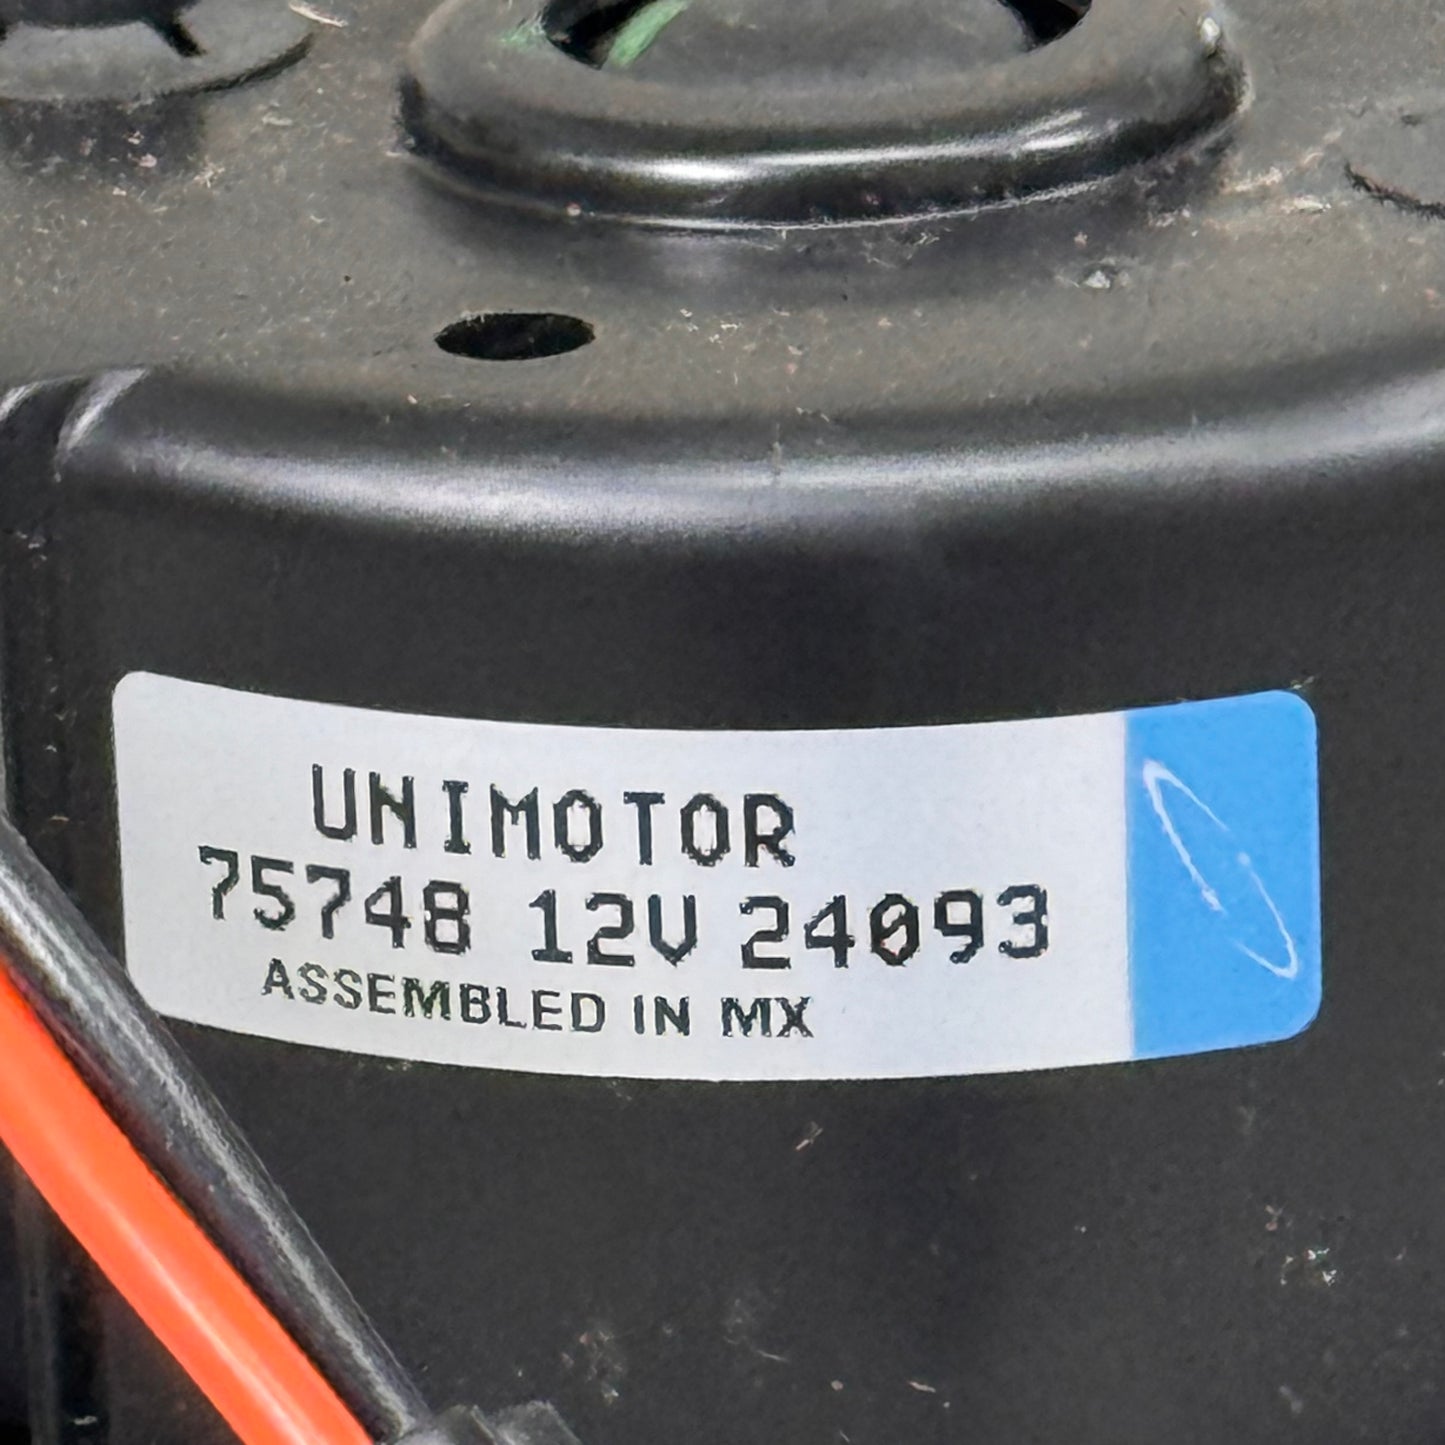 UNIMOTOR
75748 12V 24093
ASSEMBLED IN MX